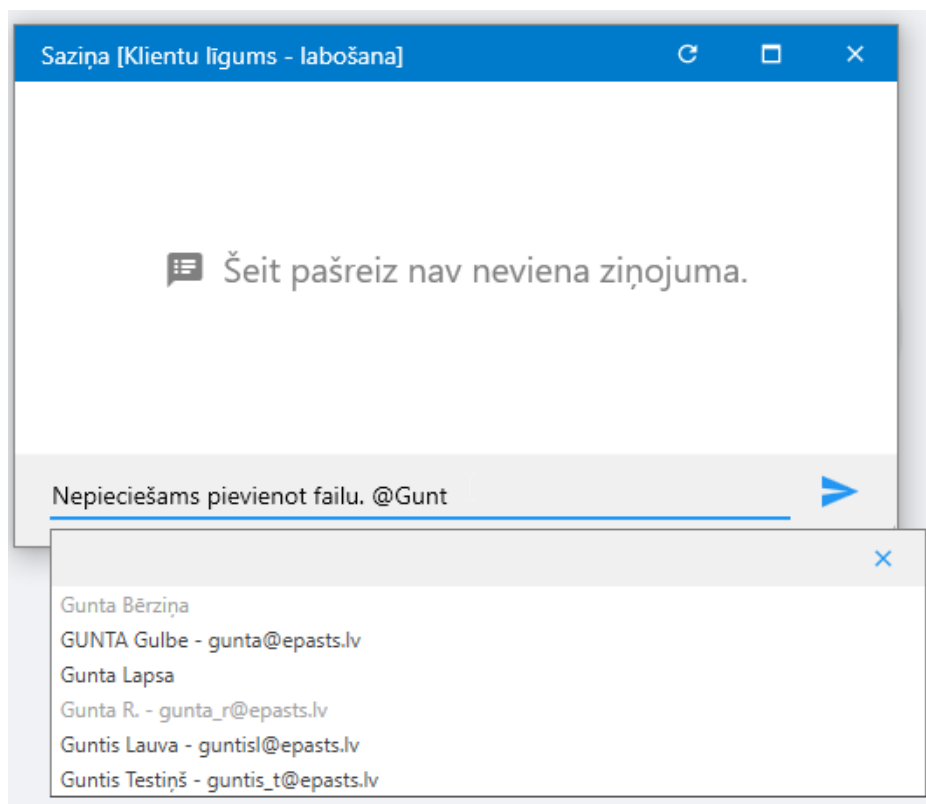 Saziņa [Klientu līgums - labošana]
Šeit pašreiz nav neviena ziņojuma.
Nepieciešams pievienot failu. @Gunt
Gunta Bērziņa
GUNTA Gulbe - gunta@epasts.lv
Gunta Lapsa
Gunta R. - gunta_r@epasts.lv
Guntis Lauva - guntisl@epasts.lv
Guntis Testiņš - guntis_t@epasts.lv